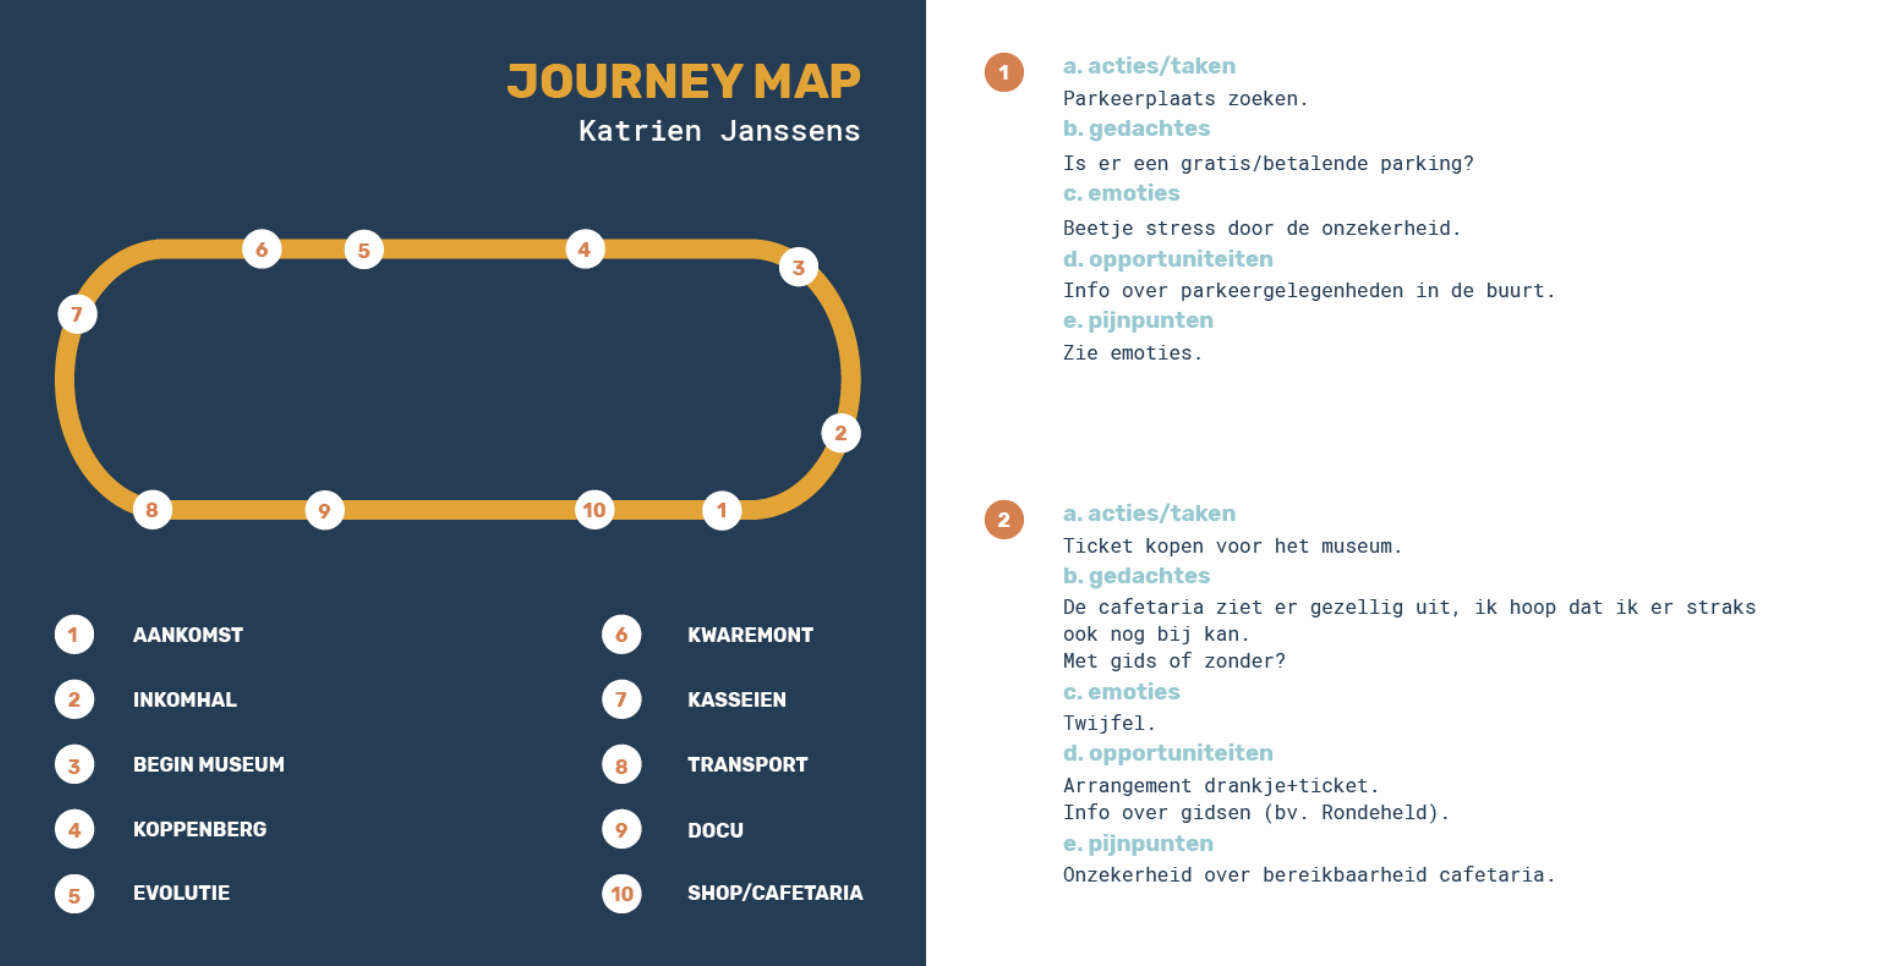 JOURNEY MAP
Katrien Janssens
6
5
4
3
7
2
8
9
10
1
1 AANKOMST
2 INKOMHAL
3 BEGIN MUSEUM
4 KOPPENBERG
5 EVOLUTIE
6 KWAREMONT
7 KASSEIEN
8 TRANSPORT
9 DOCU
10 SHOP/CAFETARIA
1
a. acties/taken
Parkeerplaats zoeken.
b. gedachtes
Is er een gratis/betalende parking?
c. emoties
Beetje stress door de onzekerheid.
d. opportuniteiten
Info over parkeergelegenheden in de buurt.
e. pijnpunten
Zie emoties.
2
a. acties/taken
Ticket kopen voor het museum.
b. gedachtes
De cafetaria ziet er gezellig uit, ik hoop dat ik er straks
ook nog bij kan.
Met gids of zonder?
c. emoties
Twijfel.
d. opportuniteiten
Arrangement drankje+ticket.
Info over gidsen (bv. Rondeheld).
e. pijnpunten
Onzekerheid over bereikbaarheid cafetaria.